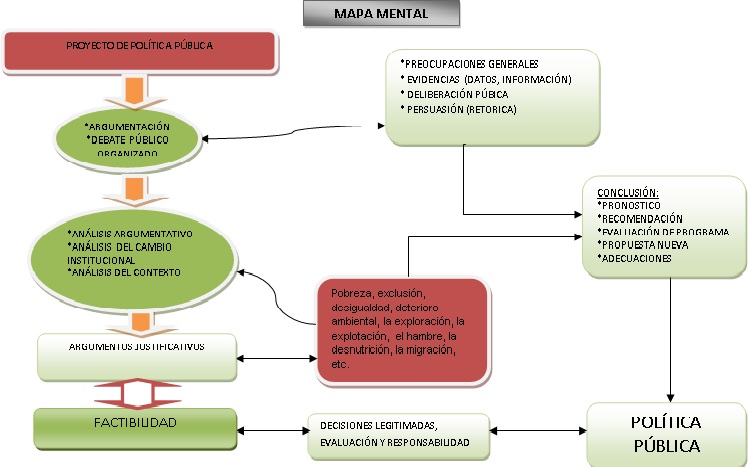 MAPA MENTAL
PROYECTO DE POLÍTICA PÚBLICA
*PREOCUPACIONES GENERALES
*EVIDENCIAS (DATOS, INFORMACIÓN)
*DELIBERACIÓN PÚBICA
*PERSUASIÓN (RETORICA)
*ARGUMENTACIÓN
*DEBATE PÚBLICO
ORGANIZADO
CONCLUSIÓN:
*PRONOSTICO
*RECOMENDACIÓN
*EVALUACIÓN DE PROGRAMA
*PROPUESTA NUEVA
*ADECUACIONES
*ANÁLISIS ARGUMENTATIVO
*ANÁLISIS DEL CAMBIO
INSTITUCIONAL
*ANÁLISIS DEL CONTEXTO
Pobreza, exclusión,
desigualdad, deterioro
ambiental, la exploración, la
explotación, el hambre, la
desnutrición, la migración,
etc.
ARGUMENTOS JUSTIFICATIVOS
FACTIBILIDAD
DECISIONES LEGITIMADAS,
EVALUACIÓN Y RESPONSABILIDAD
POLÍTICA
PÚBLICA